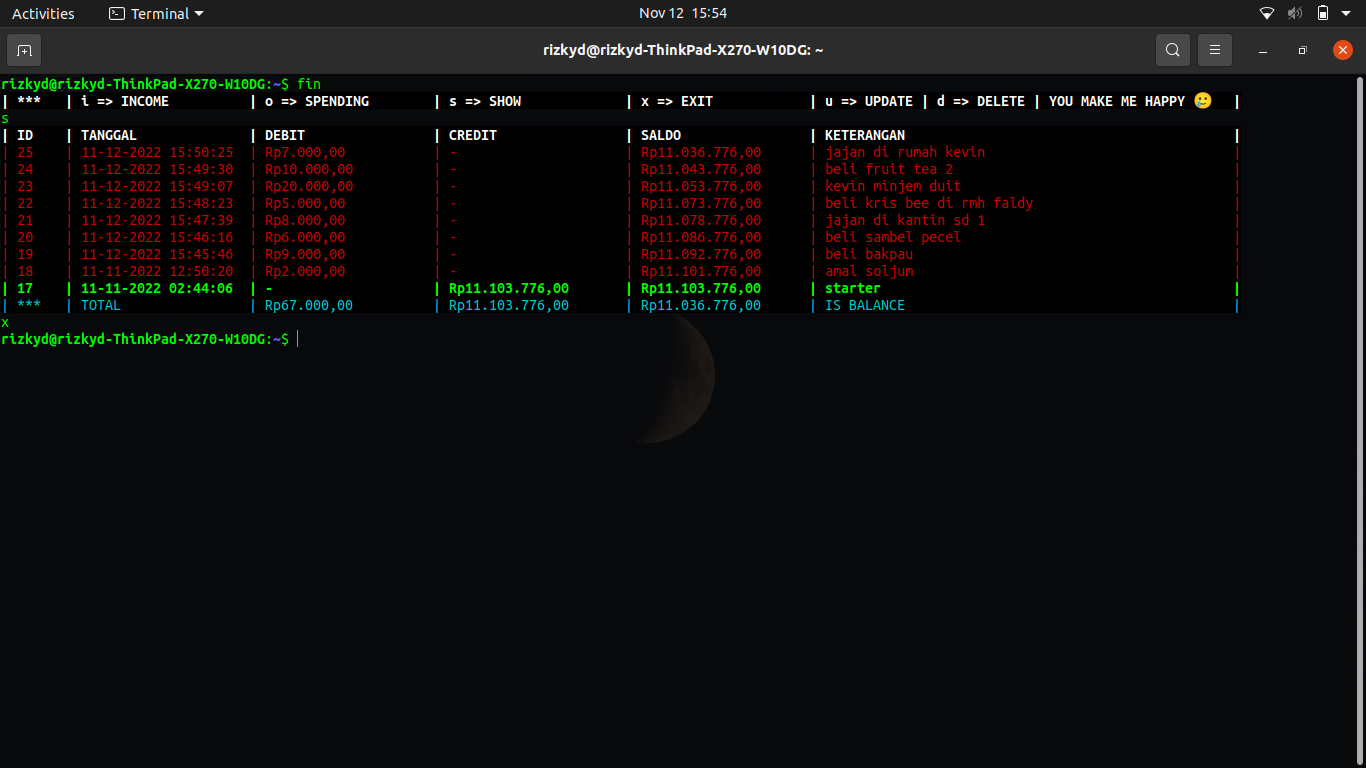 Activities Terminal Nov 12 15:54
rizkyd@rizkyd-ThinkPad-X270-W10DG: ~
rizkyd@rizkyd-ThinkPad-X270-W10DG:~$ fin
| *** | i => INCOME | o => SPENDING | s => SHOW | x => EXIT | u => UPDATE | d => DELETE | YOU MAKE ME HAPPY 🥲 |
s
| ID | TANGGAL | DEBIT | CREDIT | SALDO | KETERANGAN |
| 25 | 11-12-2022 15:50:25 | Rp7.000,00 | - | Rp11.036.776,00 | jajan di rumah kevin |
| 24 | 11-12-2022 15:49:30 | Rp10.000,00 | - | Rp11.043.776,00 | beli fruit tea 2 |
| 23 | 11-12-2022 15:49:07 | Rp20.000,00 | - | Rp11.053.776,00 | kevin minjem duit |
| 22 | 11-12-2022 15:48:23 | Rp5.000,00 | - | Rp11.073.776,00 | beli kris bee di rmh faldy |
| 21 | 11-12-2022 15:47:39 | Rp8.000,00 | - | Rp11.078.776,00 | jajan di kantin sd 1 |
| 20 | 11-12-2022 15:46:16 | Rp6.000,00 | - | Rp11.086.776,00 | beli sambel pecel |
| 19 | 11-12-2022 15:45:46 | Rp9.000,00 | - | Rp11.092.776,00 | beli bakpau |
| 18 | 11-11-2022 12:50:20 | Rp2.000,00 | - | Rp11.101.776,00 | amal soljum |
| 17 | 11-11-2022 02:44:06 | - | Rp11.103.776,00 | Rp11.103.776,00 | starter |
| *** | TOTAL | Rp67.000,00 | Rp11.103.776,00 | Rp11.036.776,00 | IS BALANCE |
x
rizkyd@rizkyd-ThinkPad-X270-W10DG:~$